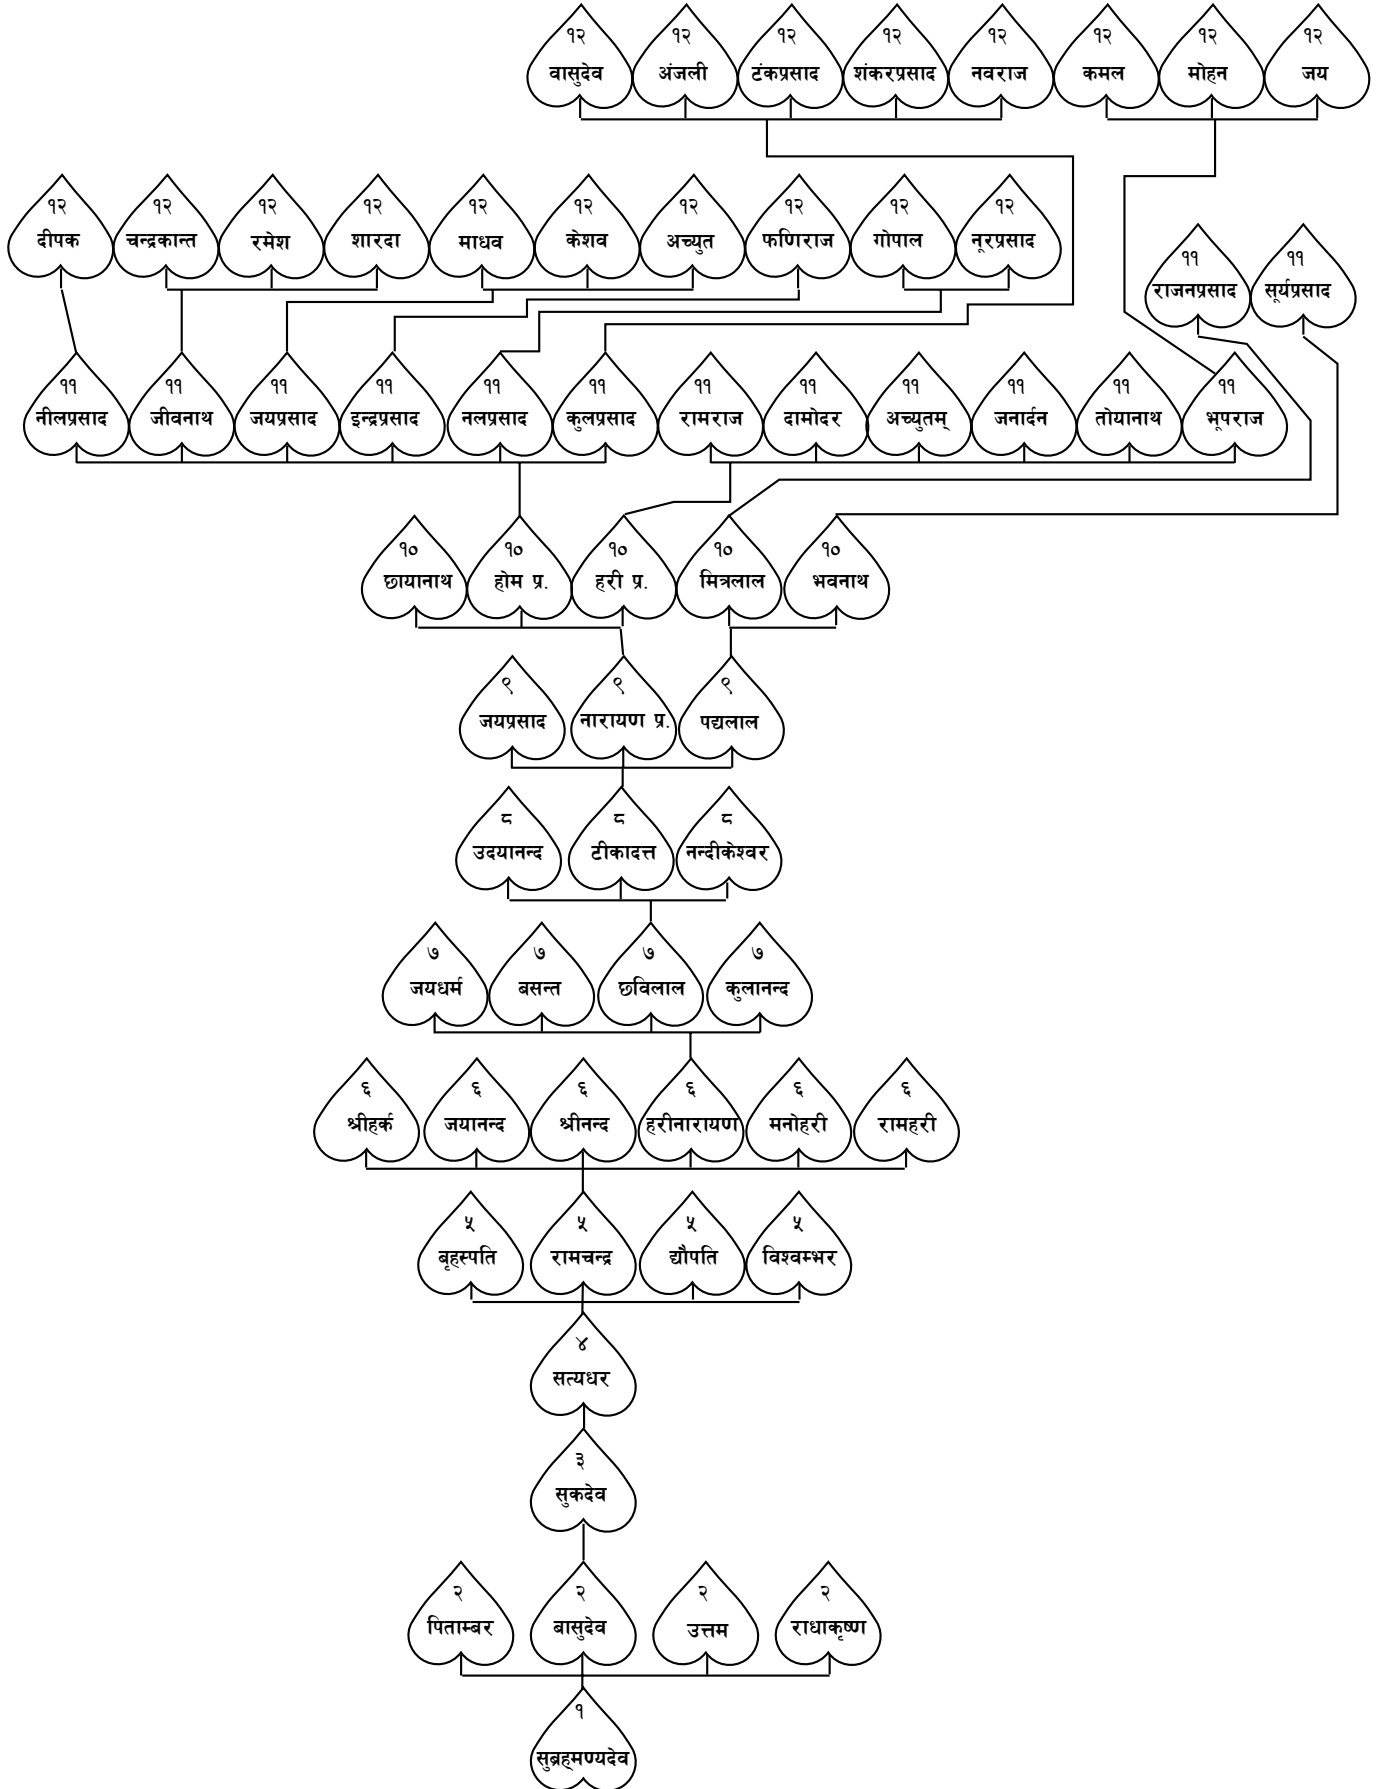 १२ १२ १२ १२ १२ १२ १२ १२
वासुदेव अंजली टंकप्रसाद शंकरप्रसाद नवराज कमल मोहन जय
१२ १२ १२ १२ १२ १२ १२ १२ १२ १२
दीपक चन्द्रकान्त रमेश शारदा माधव केशव अच्युत फणिराज गोपाल नूरप्रसाद
११ ११
राजनप्रसाद सूर्यप्रसाद
११ ११ ११ ११ ११ ११ ११ ११ ११ ११ ११ ११
नीलप्रसाद जीवनाथ जयप्रसाद इन्द्रप्रसाद नलप्रसाद कुलप्रसाद रामराज दामोदर अच्युतम् जनार्दन तोयानाथ भूपराज
१० १० १० १० १०
छायानाथ होम प्र. हरी प्र. मित्रलाल भवनाथ
९ ९ ९
जयप्रसाद नारायण प्र. पद्यलाल
८ ८ ८
उदयानन्द टीकादत्त नन्दीकेश्वर
७ ७ ७ ७
जयधर्म बसन्त छविलाल कुलानन्द
६ ६ ६ ६ ६ ६
श्रीहर्क जयानन्द श्रीनन्द हरीनारायण मनोहरी रामहरी
५ ५ ५ ५
बृहस्पति रामचन्द्र द्यौपति विश्वम्भर
४
सत्यधर
३
सुकदेव
२ २ २ २
पिताम्बर बासुदेव उत्तम राधाकृष्ण
१
सुब्रह्मण्यदेव